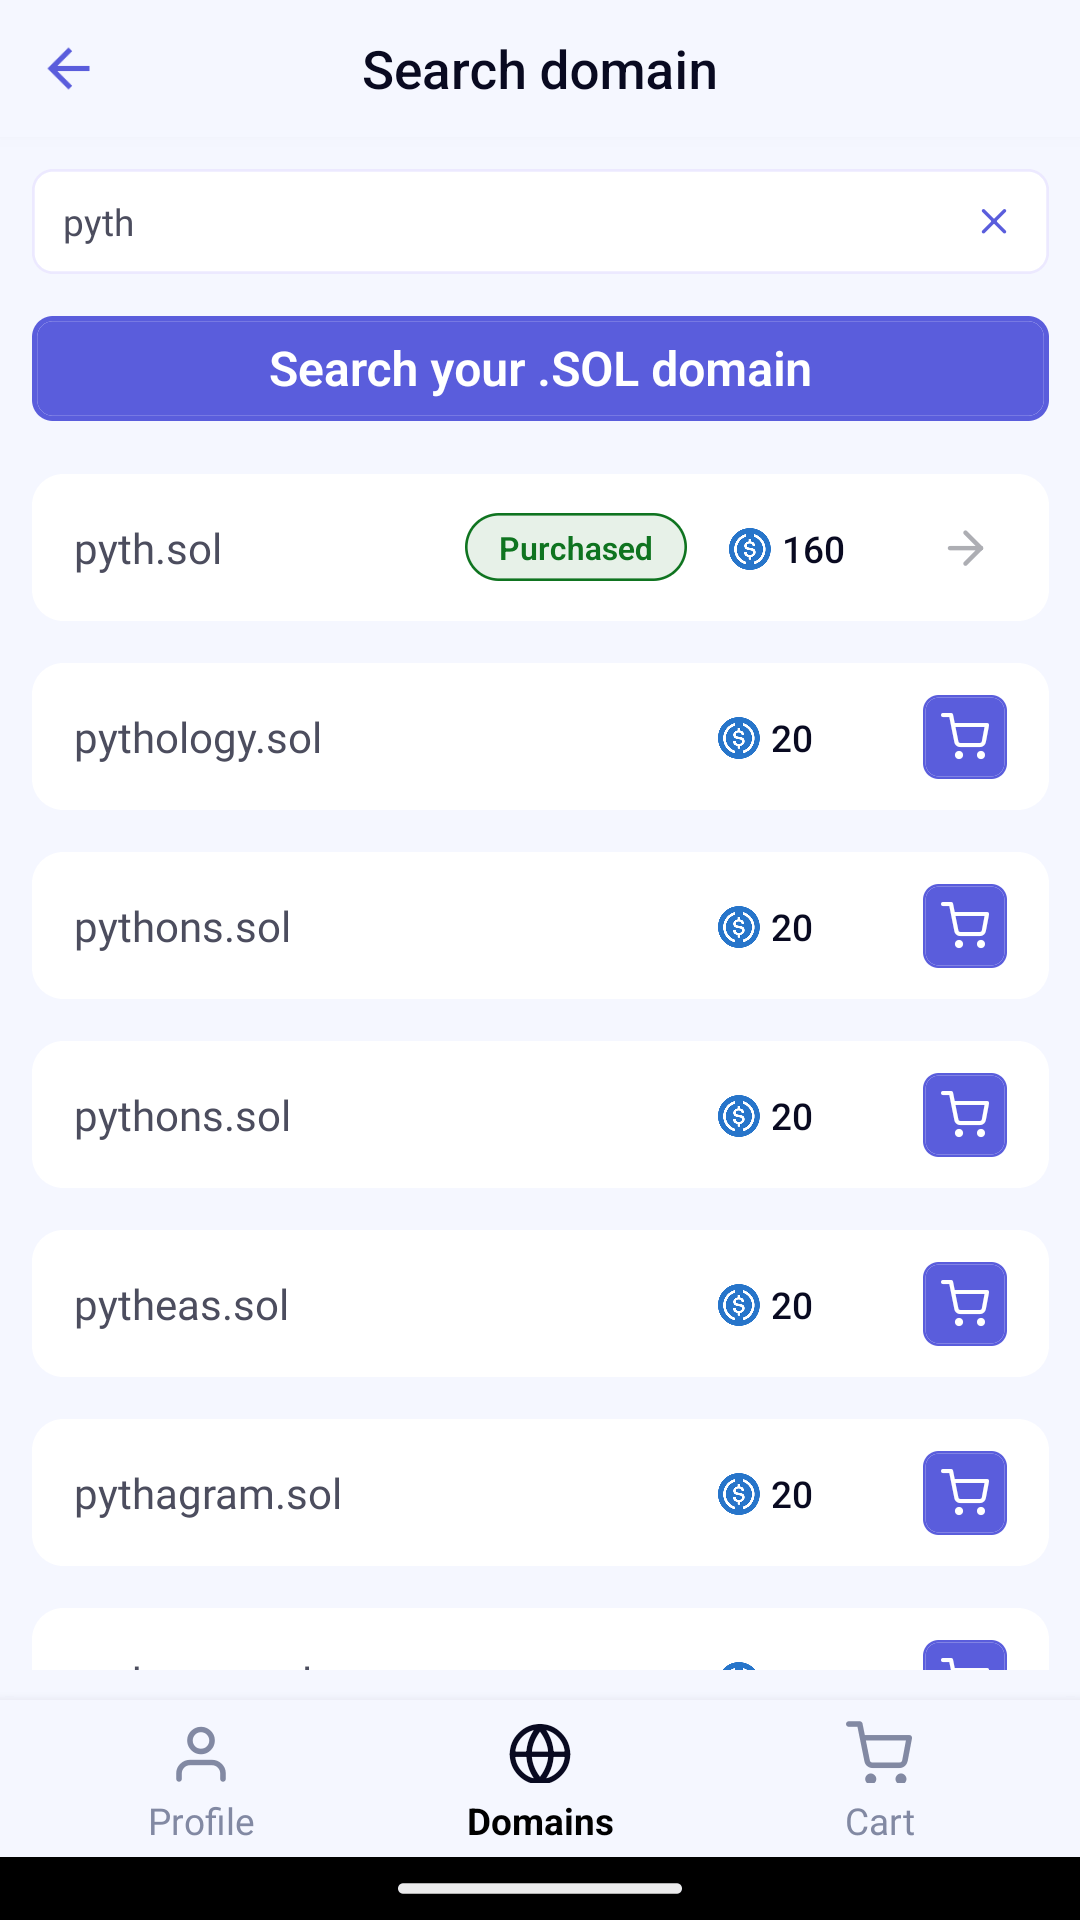 Search domain
pyth
Search your .SOL domain
pyth.sol Purchased 160
pythology.sol 20
pythons.sol 20
pythons.sol 20
pytheas.sol 20
pythagram.sol 20
Profile Domains Cart